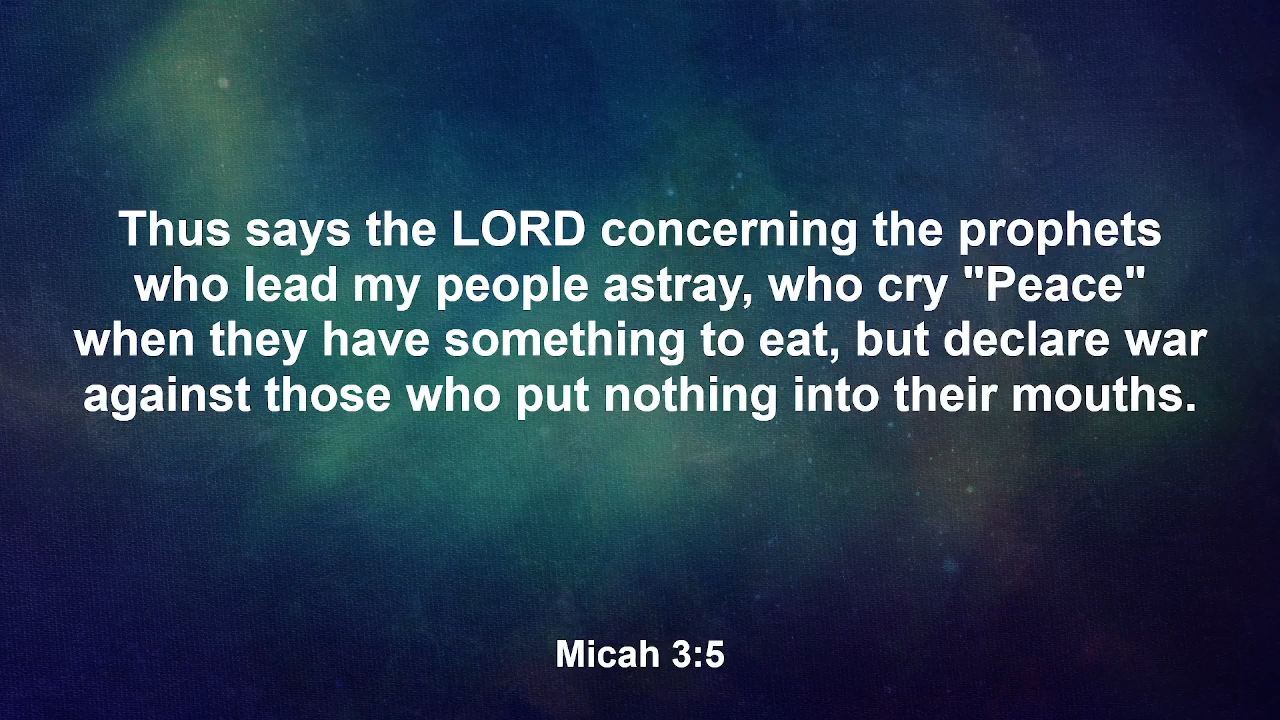 Thus says the LORD concerning the prophets
who lead my people astray, who cry "Peace"
when they have something to eat, but declare war
against those who put nothing into their mouths.
Micah 3:5